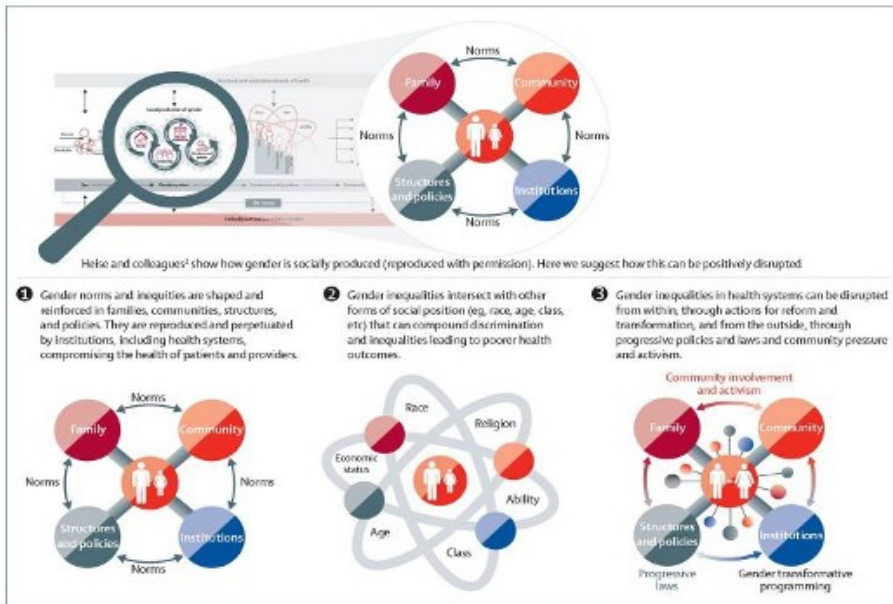 Norms
Family
Community
Norms
Norms
Structures
and policies
Institutions
Norms
Heise and colleagues² show how gender is socially produced (reproduced with permission). Here we suggest how this can be positively disrupted
1 Gender norms and inequities are shaped and
reinforced in families, communities, structures,
and policies. They are reproduced and perpetuated
by institutions, including health systems,
compromising the health of patients and providers.
Norms
Family
Community
Norms
Norms
Structures
and policies
Institutions
Norms
2 Gender inequalities intersect with other
forms of social position (eg, race, age, class,
etc) that can compound discrimination
and inequalities leading to poorer health
outcomes.
Race
Religion
Economic
status
Ability
Age
Class
3 Gender inequalities in health systems can be disrupted
from within, through actions for reform and
transformation, and from the outside, through
progressive policies and laws and community pressure
and activism.
Community involvement
and activism
Family
Community
Structures
and policies
Institutions
Progressive
laws
Gender transformative
programming